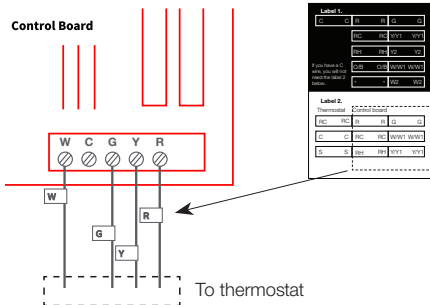 Control Board
W C G Y R
W
R
G
Y
To thermostat
Label 1.
C C R R G G
RC RC Y/Y1 Y/Y1
RH RH Y2 Y2
If you have a C
wire, you will not
need the label 2
below.
O/B O/B W/W1 W/W1
* * W2 W2
Label 2.
Thermostat Control board
RC RC R R G G
C C RC RC W/W1 W/W1
S S RH RH Y/Y1 Y/Y1